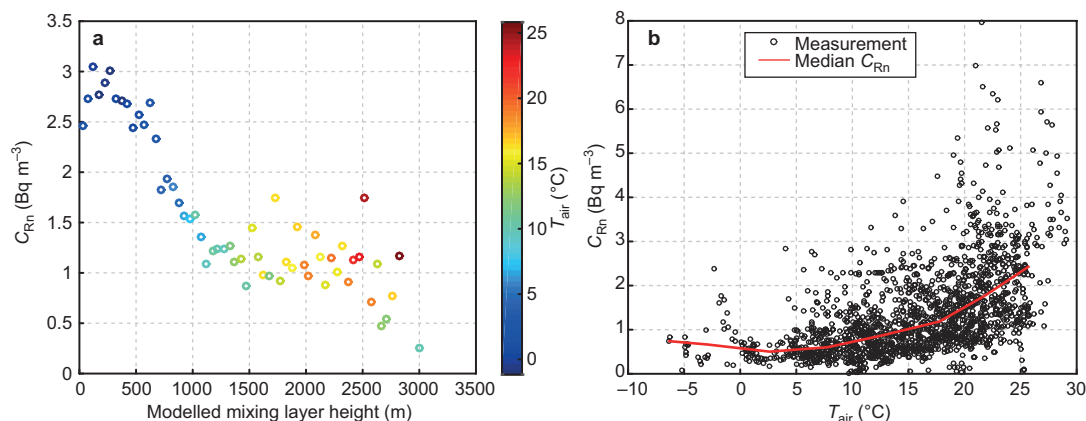 a
3.5
3
2.5
2
1.5
1
0.5
0
C_Rn (Bq m⁻³)
0 500 1000 1500 2000 2500 3000 3500
Modelled mixing layer height (m)
25
20
15
10
5
0
T_air (°C)
b
Measurement
Median C_Rn
8
7
6
5
4
3
2
1
0
C_Rn (Bq m⁻³)
−10 −5 0 5 10 15 20 25 30
T_air (°C)